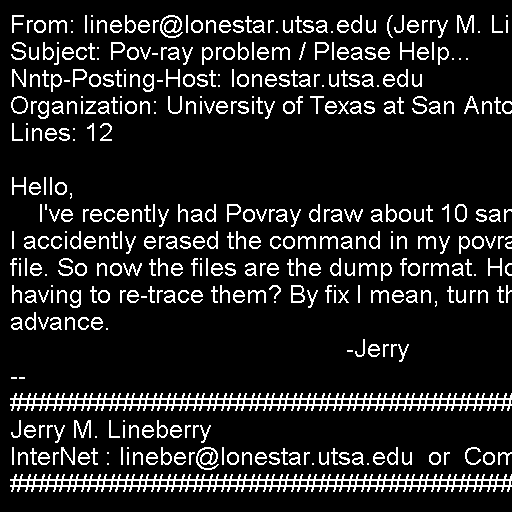 From: lineber@lonestar.utsa.edu (Jerry M. Li
Subject: Pov-ray problem / Please Help...
Nntp-Posting-Host: lonestar.utsa.edu
Organization: University of Texas at San Anto
Lines: 12

Hello,
I've recently had Povray draw about 10 sam
I accidently erased the command in my povra
file. So now the files are the dump format. Ho
having to re-trace them? By fix I mean, turn th
advance.
-Jerry
--
##########################################
Jerry M. Lineberry
InterNet : lineber@lonestar.utsa.edu  or  Com
##########################################